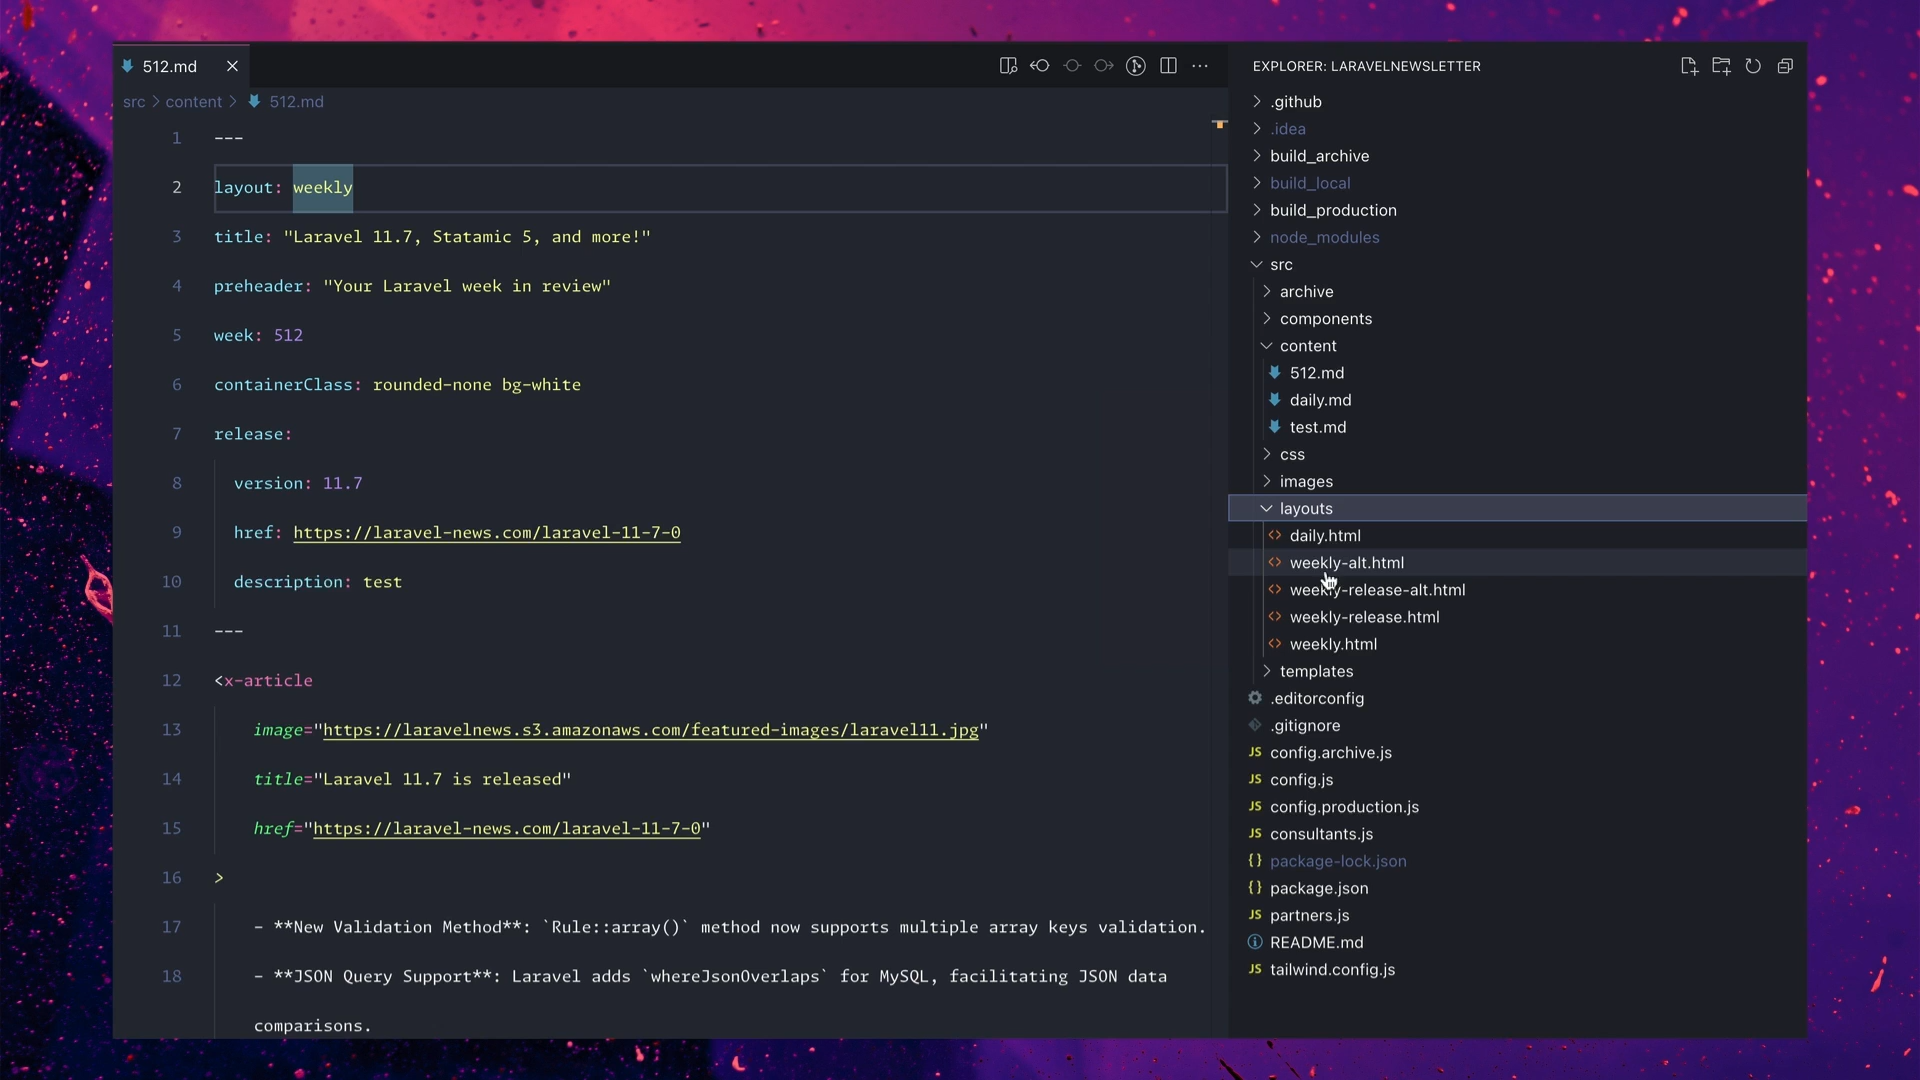 512.md
src > content > 512.md
1 ---
2 layout: weekly
3 title: "Laravel 11.7, Statamic 5, and more!"
4 preheader: "Your Laravel week in review"
5 week: 512
6 containerClass: rounded-none bg-white
7 release:
8 version: 11.7
9 href: https://laravel-news.com/laravel-11-7-0
10 description: test
11 ---
12 <x-article
13 image="https://laravelnews.s3.amazonaws.com/featured-images/laravel11.jpg"
14 title="Laravel 11.7 is released"
15 href="https://laravel-news.com/laravel-11-7-0"
16 >
17 - **New Validation Method**: `Rule::array()` method now supports multiple array keys validation.
18 - **JSON Query Support**: Laravel adds `whereJsonOverlaps` for MySQL, facilitating JSON data
comparisons.
EXPLORER: LARAVELNEWSLETTER
.github
.idea
build_archive
build_local
build_production
node_modules
src
archive
components
content
512.md
daily.md
test.md
css
images
layouts
daily.html
weekly-alt.html
weekly-release-alt.html
weekly-release.html
weekly.html
templates
.editorconfig
.gitignore
JS config.archive.js
JS config.js
JS config.production.js
JS consultants.js
{} package-lock.json
{} package.json
JS partners.js
README.md
JS tailwind.config.js